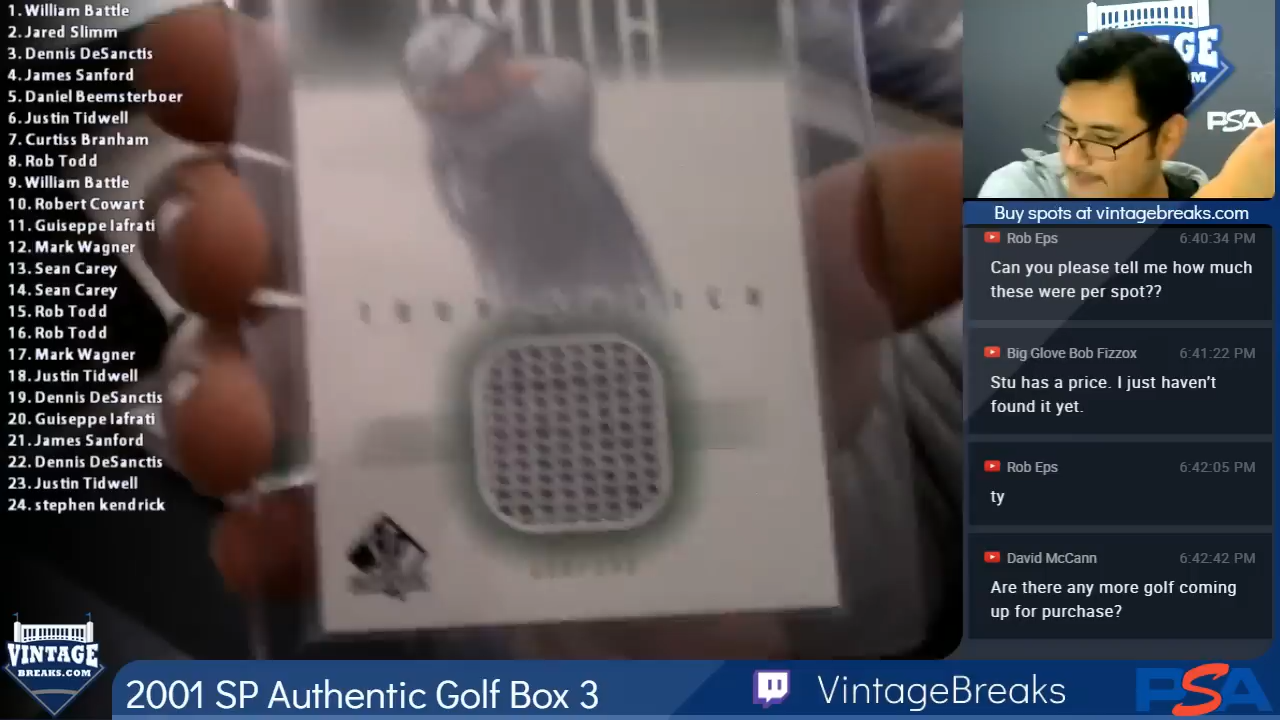 1. William Battle
2. Jared Slimm
3. Dennis DeSanctis
4. James Sanford
5. Daniel Beemsterboer
6. Justin Tidwell
7. Curtiss Branham
8. Rob Todd
9. William Battle
10. Robert Cowart
11. Guiseppe Iafrati
12. Mark Wagner
13. Sean Carey
14. Sean Carey
15. Rob Todd
16. Rob Todd
17. Mark Wagner
18. Justin Tidwell
19. Dennis DeSanctis
20. Guiseppe Iafrati
21. James Sanford
22. Dennis DeSanctis
23. Justin Tidwell
24. stephen kendrick
PSA
Buy spots at vintagebreaks.com
Rob Eps 6:40:34 PM
Can you please tell me how much
these were per spot??
Big Glove Bob Fizzox 6:41:22 PM
Stu has a price. I just haven't
found it yet.
Rob Eps 6:42:05 PM
ty
David McCann 6:42:42 PM
Are there any more golf coming
up for purchase?
VINTAGE
BREAKS.COM
2001 SP Authentic Golf Box 3
VintageBreaks
PSA